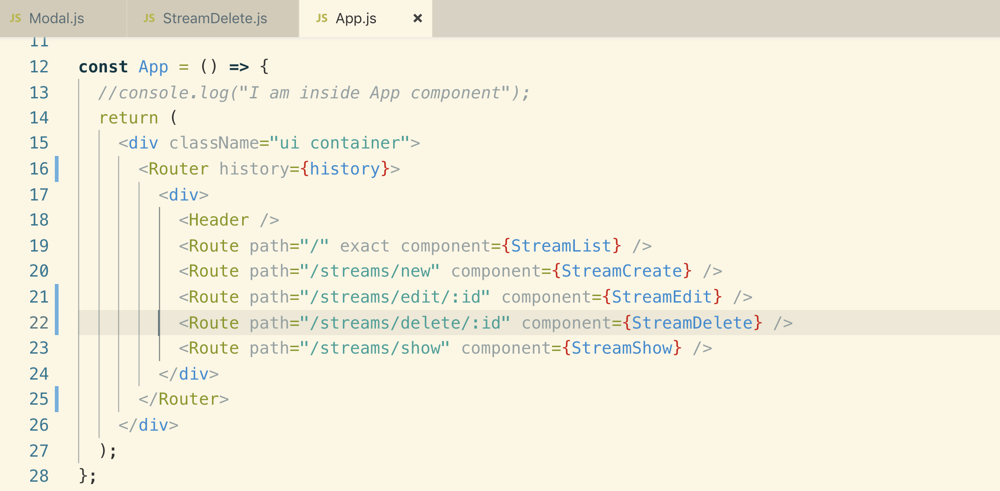 JS Modal.js JS StreamDelete.js JS App.js ×
11
12 const App = () => {
13 //console.log("I am inside App component");
14 return (
15 <div className="ui container">
16 <Router history={history}>
17 <div>
18 <Header />
19 <Route path="/" exact component={StreamList} />
20 <Route path="/streams/new" component={StreamCreate} />
21 <Route path="/streams/edit/:id" component={StreamEdit} />
22 <Route path="/streams/delete/:id" component={StreamDelete} />
23 <Route path="/streams/show" component={StreamShow} />
24 </div>
25 </Router>
26 </div>
27 );
28 };